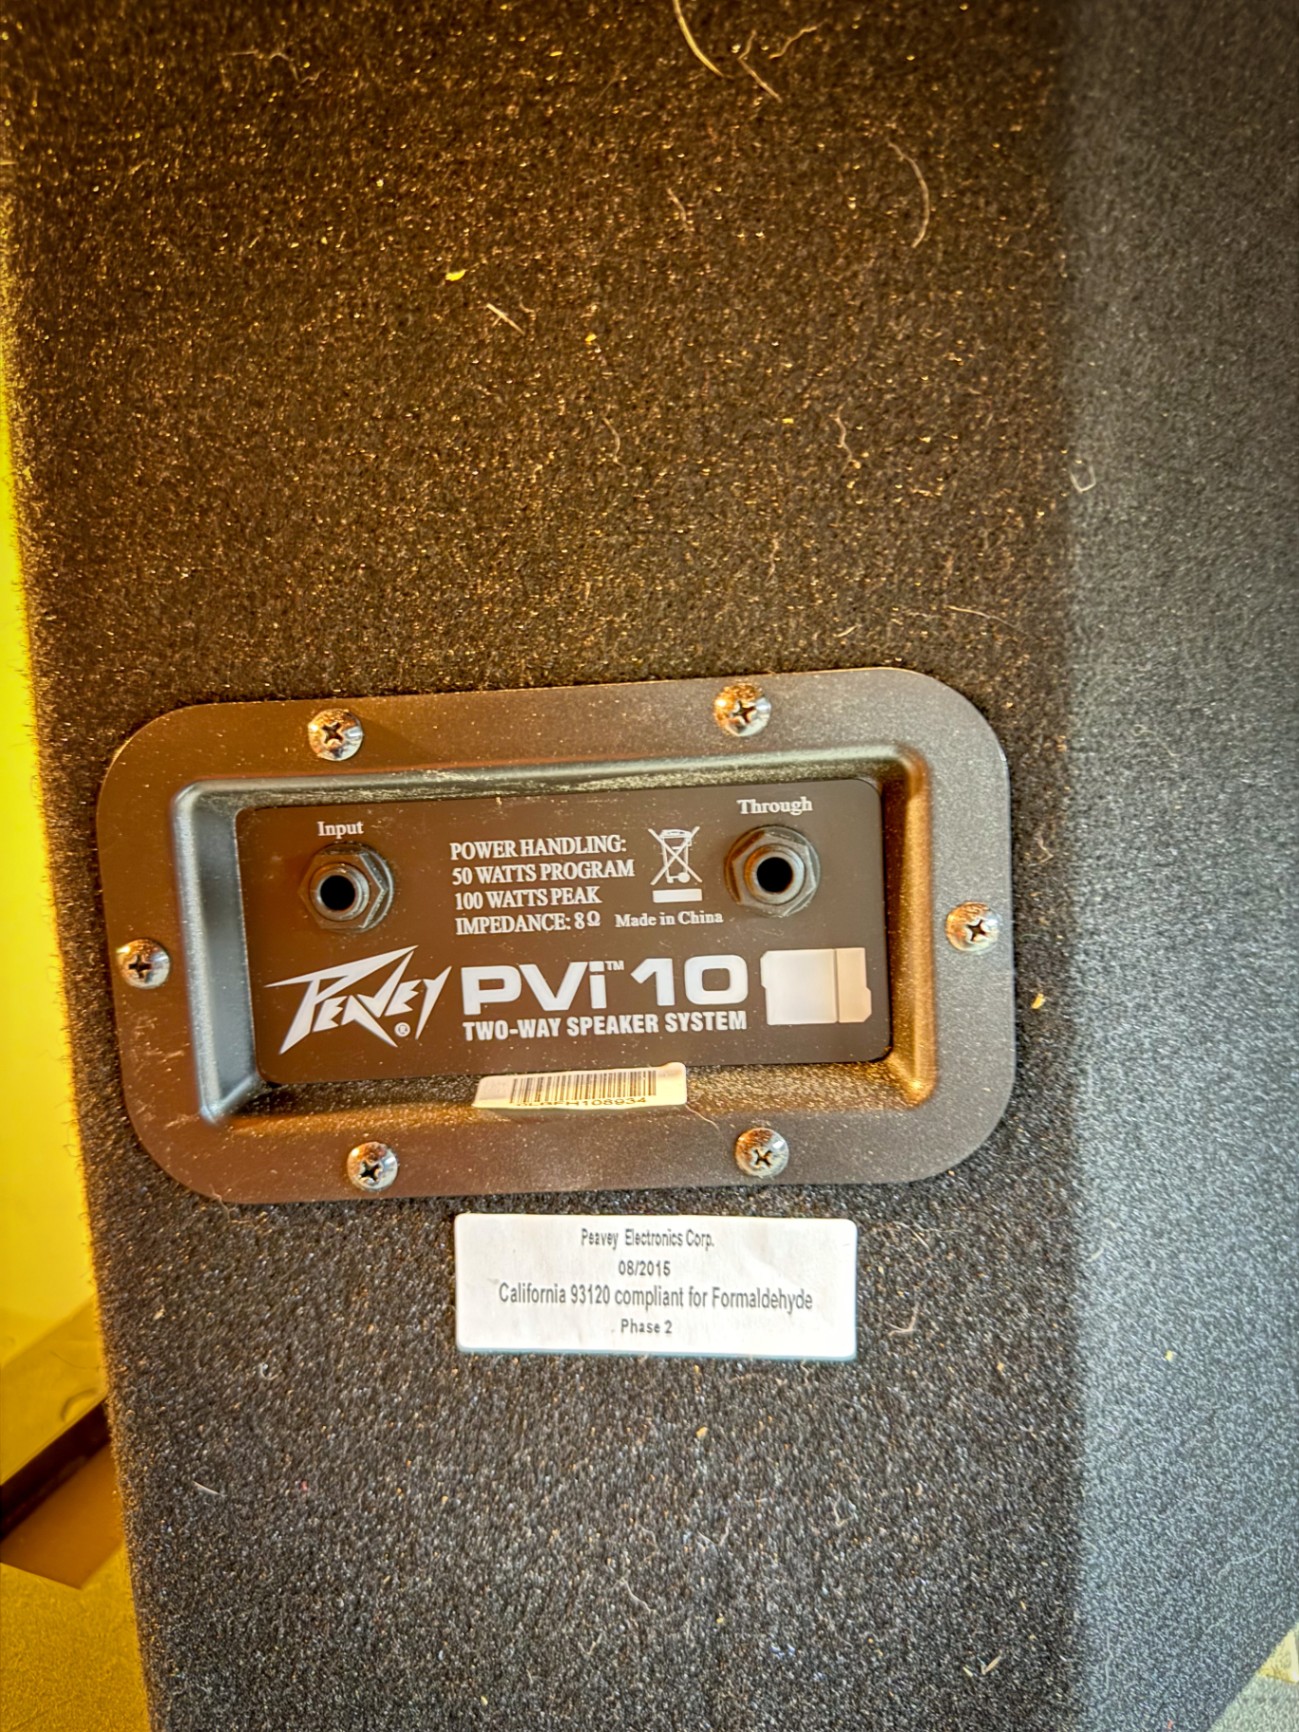 Input
Through
POWER HANDLING:
50 WATTS PROGRAM
100 WATTS PEAK
IMPEDANCE: 8 Ω
Made in China
PEAVEY® PVi™ 10
TWO-WAY SPEAKER SYSTEM
Peavey Electronics Corp.
08/2015
California 93120 compliant for Formaldehyde
Phase 2